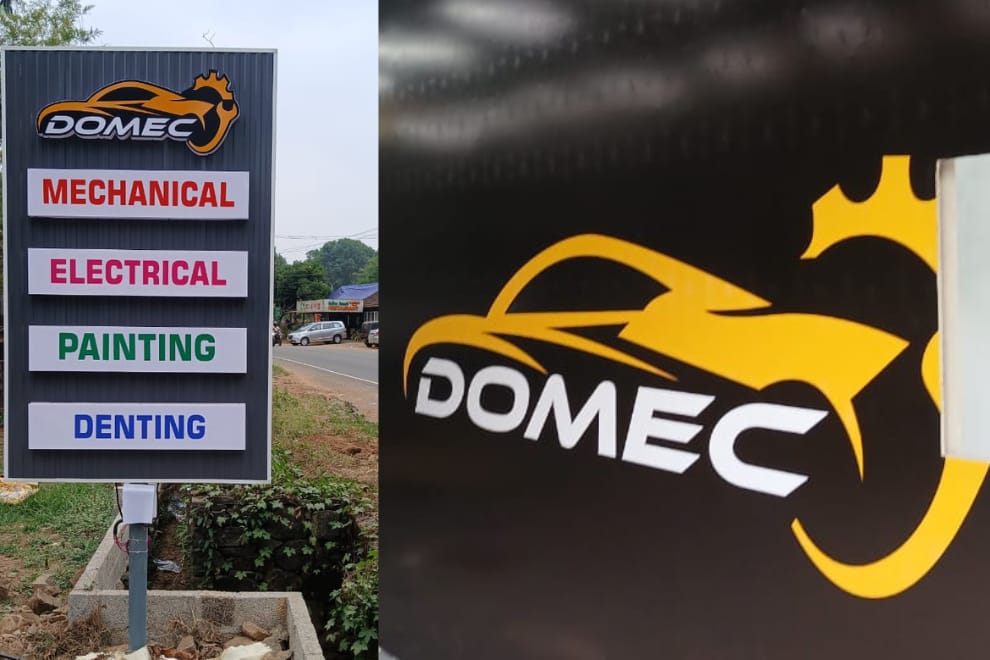 DOMEC
MECHANICAL
ELECTRICAL
PAINTING
DENTING
DOMEC